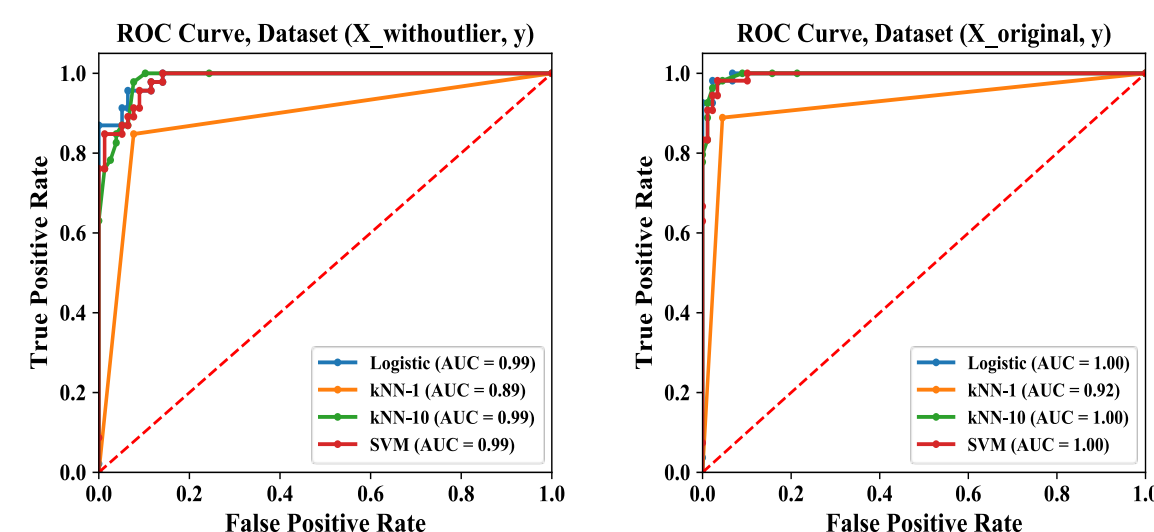 ROC Curve, Dataset (X_withoutlier, y)
True Positive Rate
1.0
0.8
0.6
0.4
0.2
0.0
0.0 0.2 0.4 0.6 0.8 1.0
False Positive Rate
Logistic (AUC = 0.99)
kNN-1 (AUC = 0.89)
kNN-10 (AUC = 0.99)
SVM (AUC = 0.99)
ROC Curve, Dataset (X_original, y)
True Positive Rate
1.0
0.8
0.6
0.4
0.2
0.0
0.0 0.2 0.4 0.6 0.8 1.0
False Positive Rate
Logistic (AUC = 1.00)
kNN-1 (AUC = 0.92)
kNN-10 (AUC = 1.00)
SVM (AUC = 1.00)